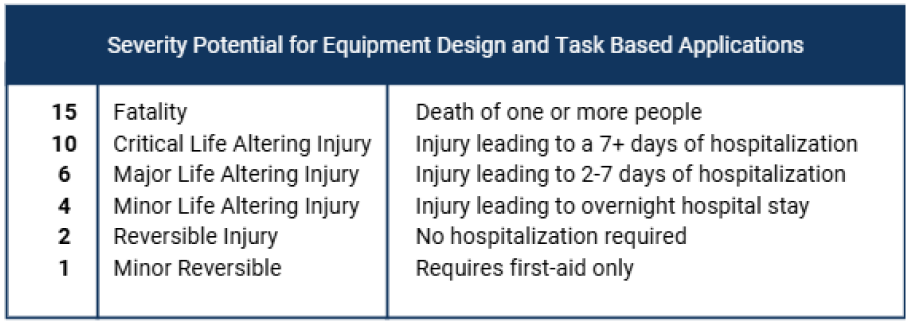 Severity Potential for Equipment Design and Task Based Applications
15 Fatality Death of one or more people
10 Critical Life Altering Injury Injury leading to a 7+ days of hospitalization
6 Major Life Altering Injury Injury leading to 2-7 days of hospitalization
4 Minor Life Altering Injury Injury leading to overnight hospital stay
2 Reversible Injury No hospitalization required
1 Minor Reversible Requires first-aid only